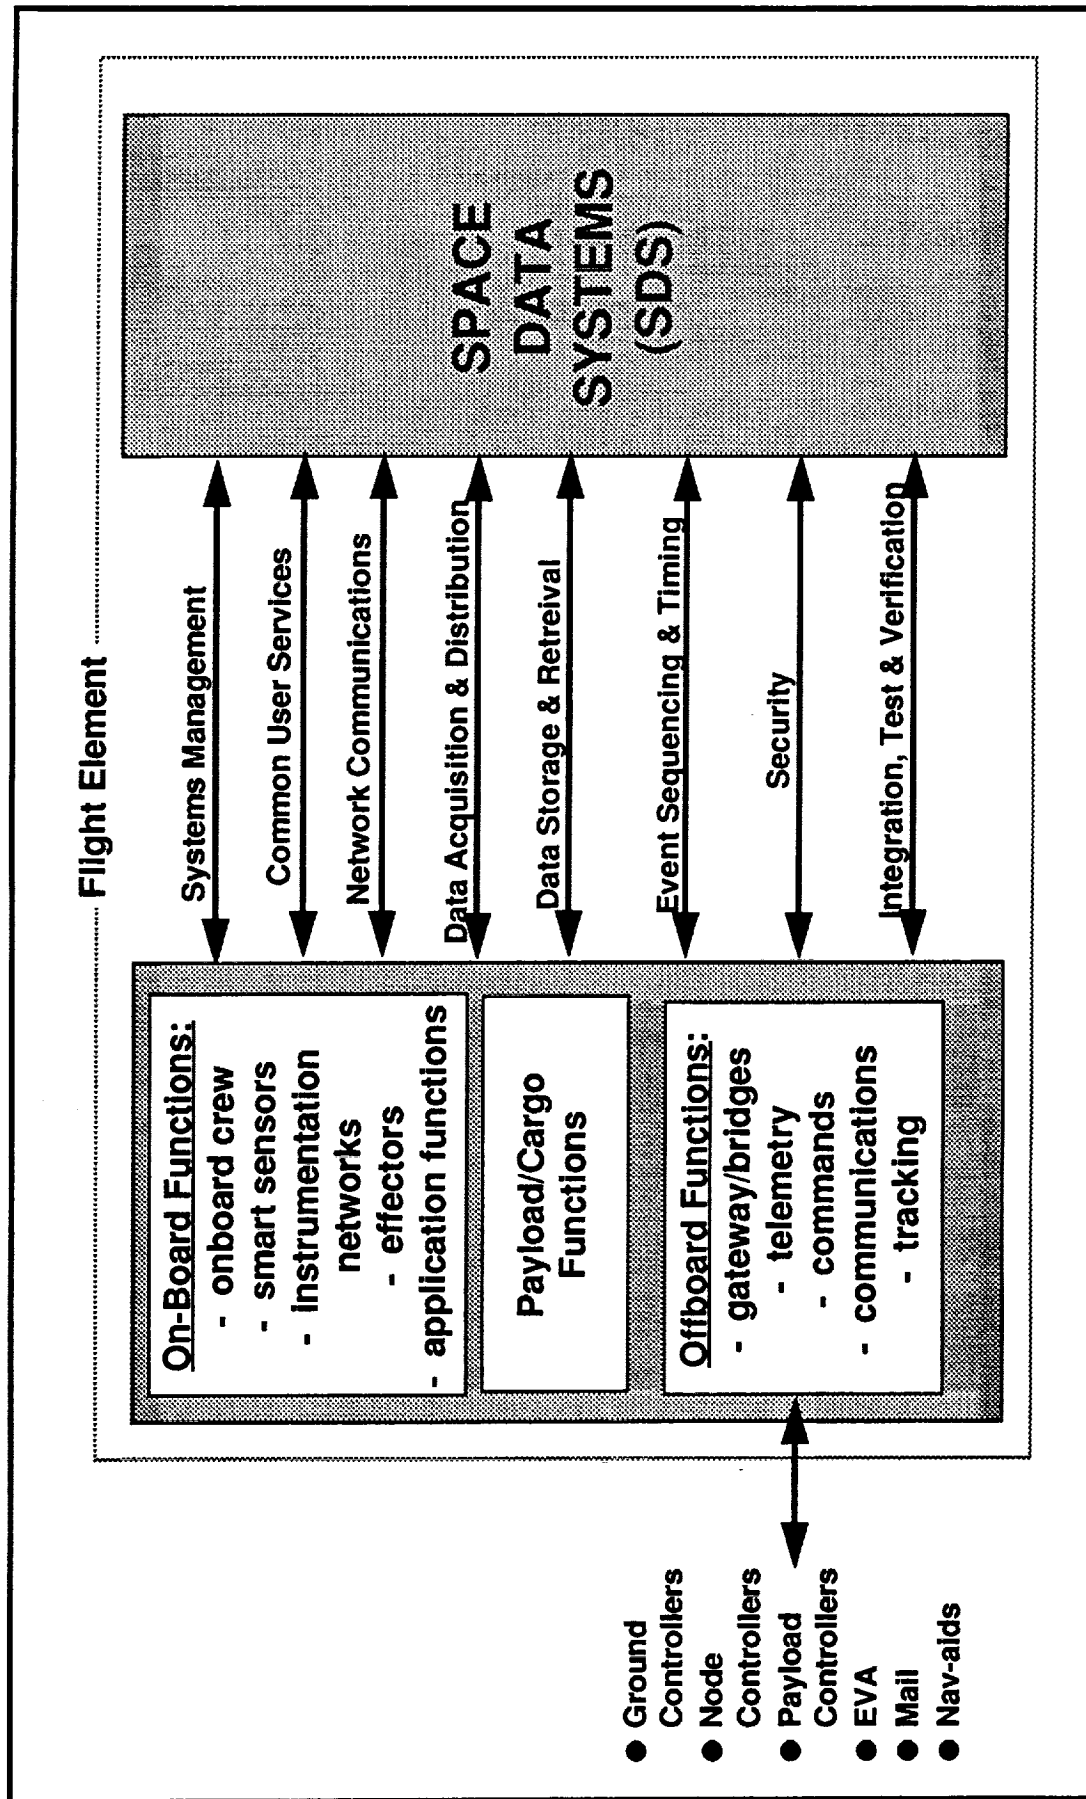 Flight Element
On-Board Functions:
- onboard crew
- smart sensors
- instrumentation
networks
- effectors
- application functions
Payload/Cargo
Functions
Offboard Functions:
- gateway/bridges
- telemetry
- commands
- communications
- tracking
Systems Management
Common User Services
Network Communications
Data Acquisition & Distribution
Data Storage & Retreival
Event Sequencing & Timing
Security
Integration, Test & Verification
SPACE
DATA
SYSTEMS
(SDS)
● Ground
Controllers
● Node
Controllers
● Payload
Controllers
● EVA
● Mail
● Nav-aids